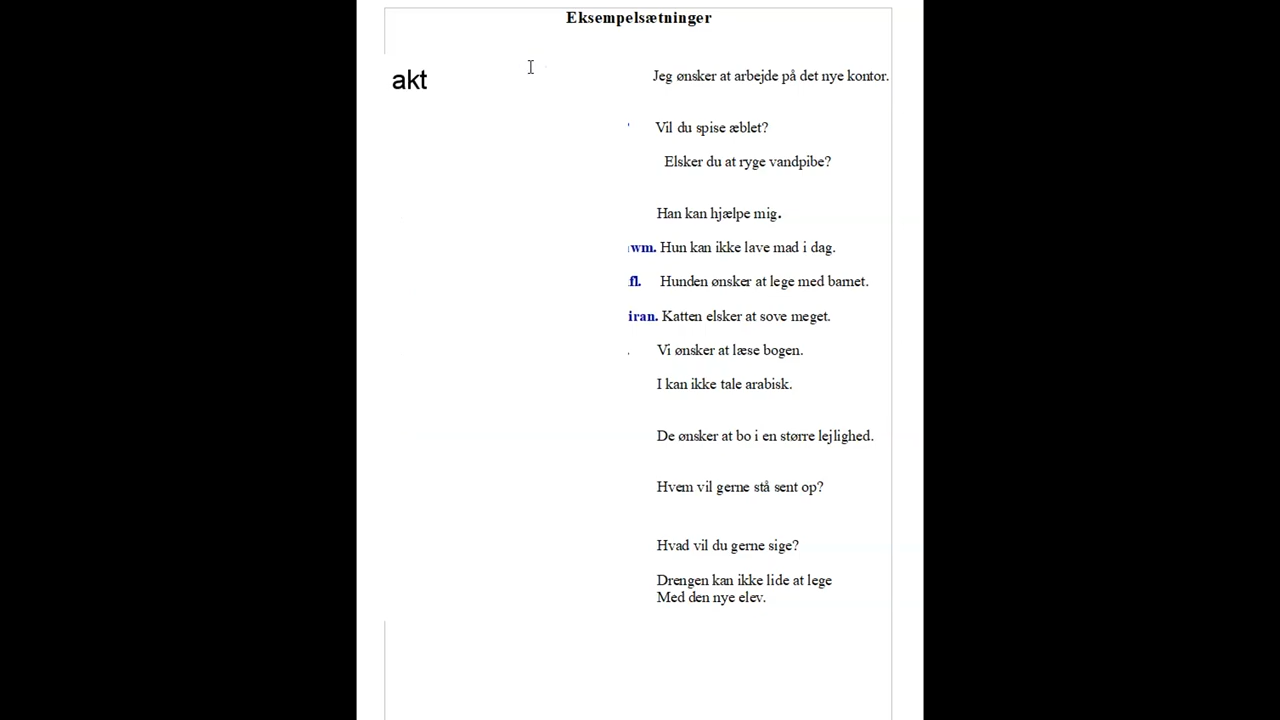 Eksempelsætninger
akt
Jeg ønsker at arbejde på det nye kontor.
Vil du spise æblet?
Elsker du at ryge vandpibe?
Han kan hjælpe mig.
wm. Hun kan ikke lave mad i dag.
fl. Hunden ønsker at lege med barnet.
iran. Katten elsker at sove meget.
. Vi ønsker at læse bogen.
I kan ikke tale arabisk.
De ønsker at bo i en større lejlighed.
Hvem vil gerne stå sent op?
Hvad vil du gerne sige?
Drengen kan ikke lide at lege
Med den nye elev.